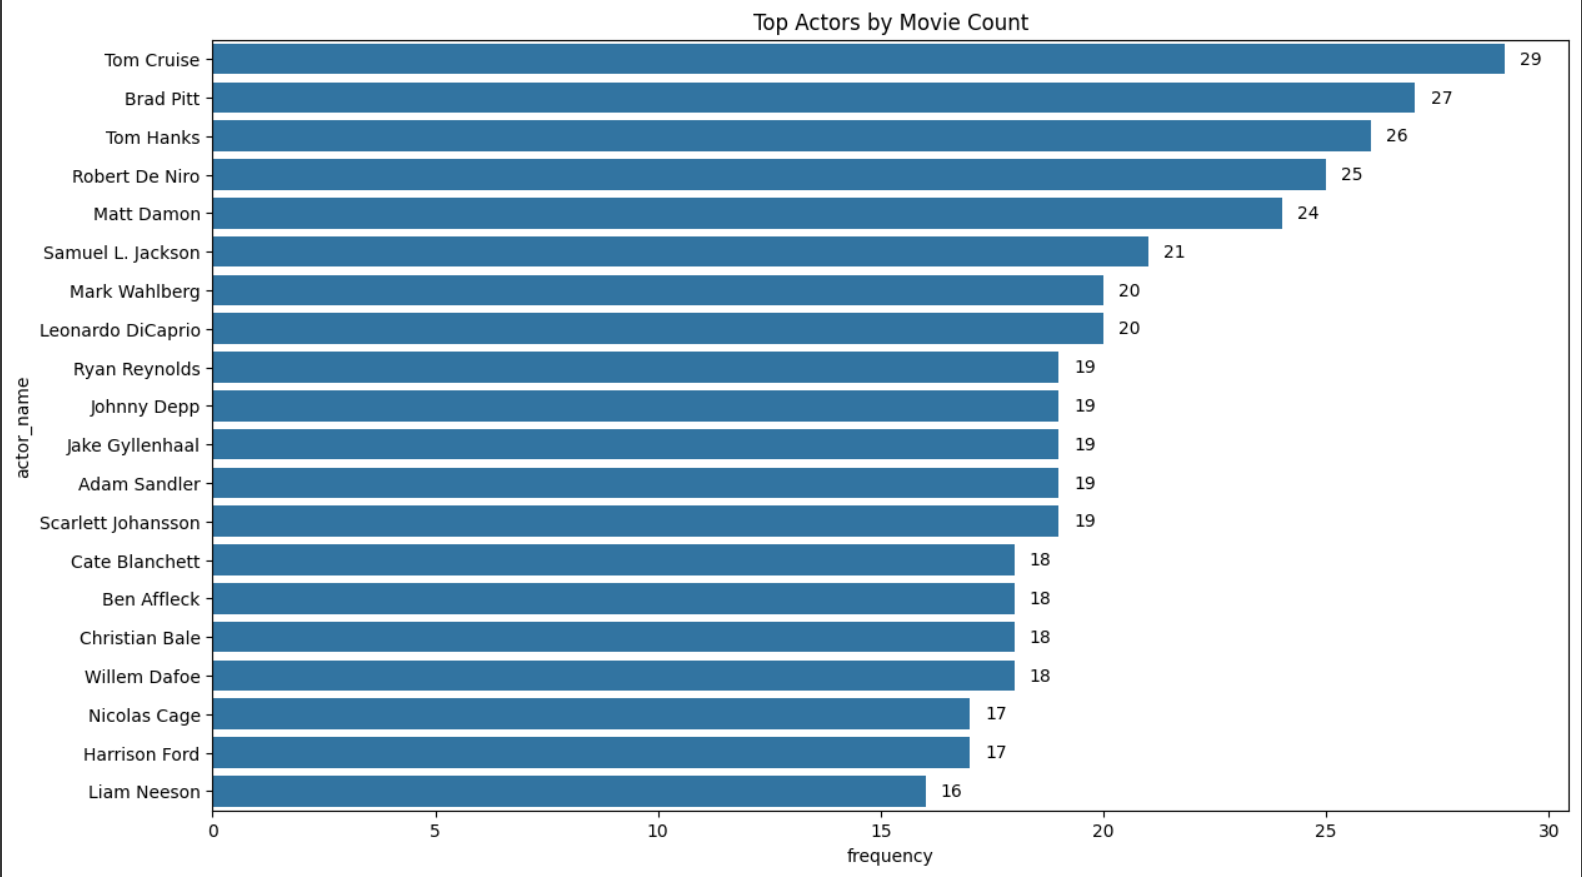 Top Actors by Movie Count
Tom Cruise 29
Brad Pitt 27
Tom Hanks 26
Robert De Niro 25
Matt Damon 24
Samuel L. Jackson 21
Mark Wahlberg 20
Leonardo DiCaprio 20
Ryan Reynolds 19
Johnny Depp 19
Jake Gyllenhaal 19
Adam Sandler 19
Scarlett Johansson 19
Cate Blanchett 18
Ben Affleck 18
Christian Bale 18
Willem Dafoe 18
Nicolas Cage 17
Harrison Ford 17
Liam Neeson 16
actor_name
0 5 10 15 20 25 30
frequency